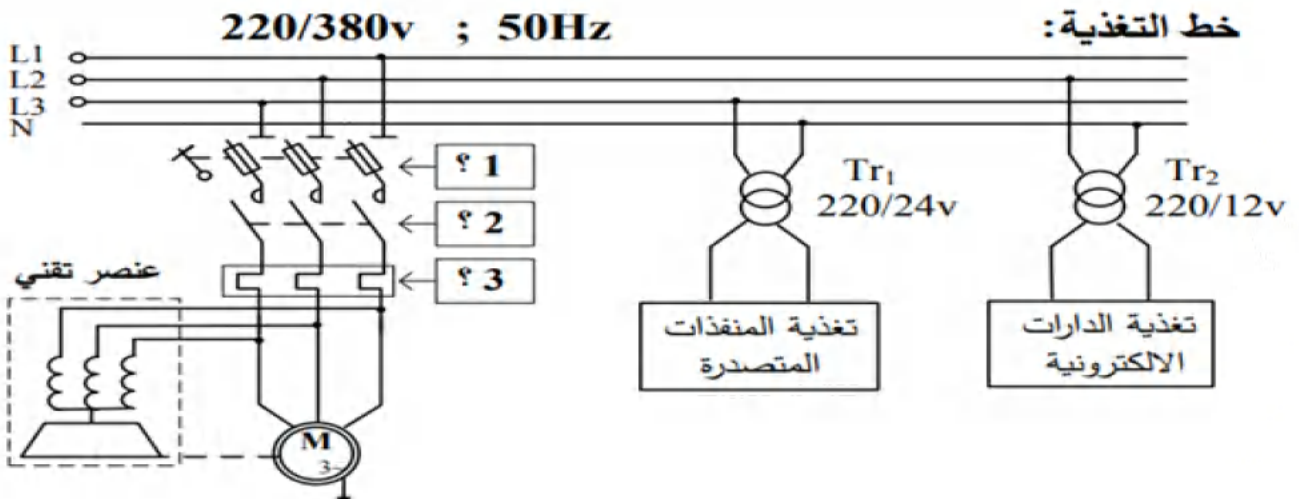 220/380v ; 50Hz خط التغذية:
L1
L2
L3
N
1 ؟
2 ؟
3 ؟
Tr₁
220/24v
Tr₂
220/12v
عنصر تقني
تغذية المنفذات
المتصدرة
تغذية الدارات
الالكترونية
M
3~